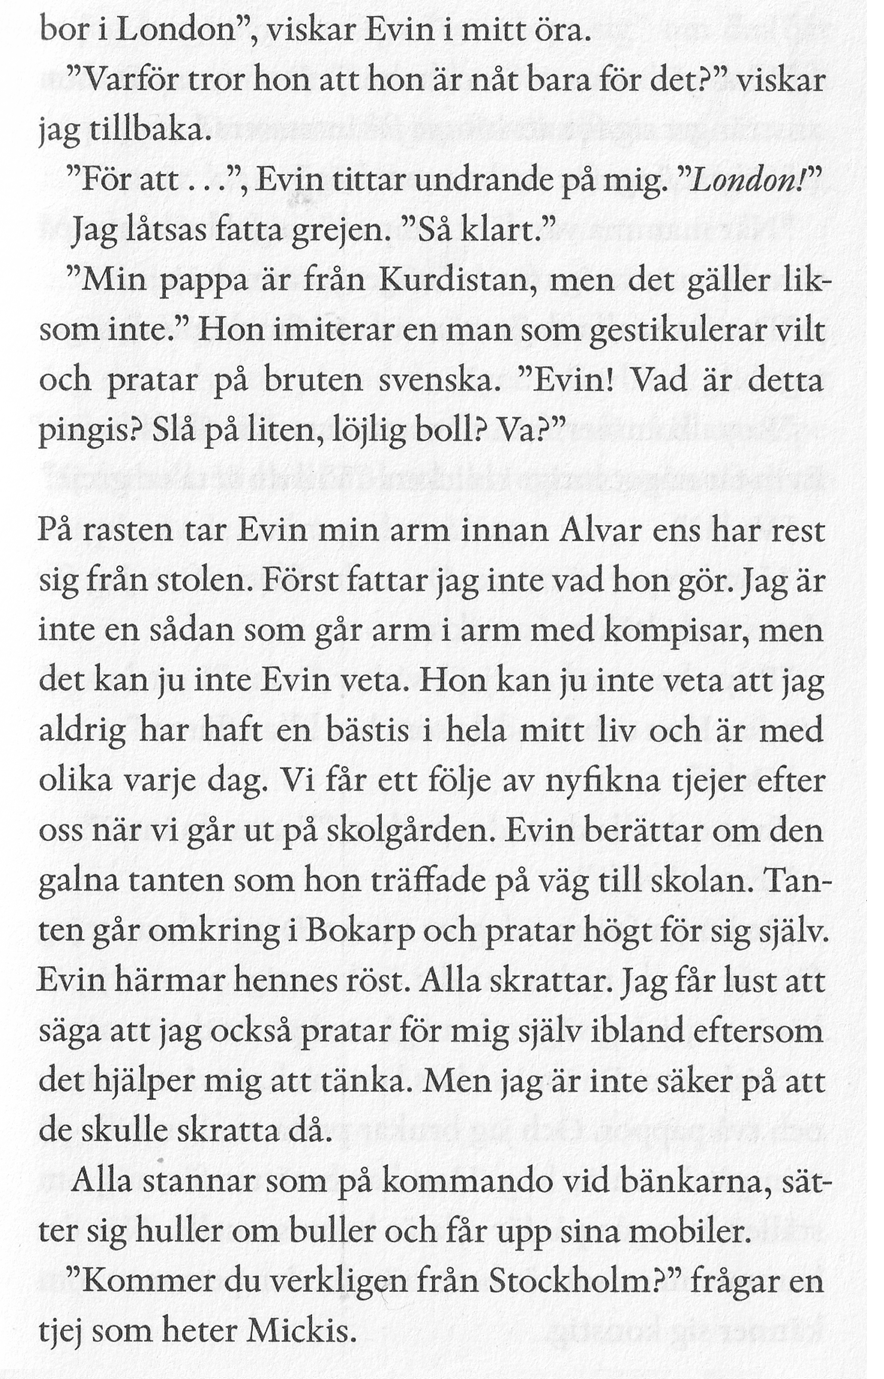 bor i London”, viskar Evin i mitt öra.
”Varför tror hon att hon är nåt bara för det?” viskar
jag tillbaka.
”För att . . .”, Evin tittar undrande på mig. ”London!”
Jag låtsas fatta grejen. ”Så klart.”
”Min pappa är från Kurdistan, men det gäller lik-
som inte.” Hon imiterar en man som gestikulerar vilt
och pratar på bruten svenska. ”Evin! Vad är detta
pingis? Slå på liten, löjlig boll? Va?”
På rasten tar Evin min arm innan Alvar ens har rest
sig från stolen. Först fattar jag inte vad hon gör. Jag är
inte en sådan som går arm i arm med kompisar, men
det kan ju inte Evin veta. Hon kan ju inte veta att jag
aldrig har haft en bästis i hela mitt liv och är med
olika varje dag. Vi får ett följe av nyfikna tjejer efter
oss när vi går ut på skolgården. Evin berättar om den
galna tanten som hon träffade på väg till skolan. Tan-
ten går omkring i Bokarp och pratar högt för sig själv.
Evin härmar hennes röst. Alla skrattar. Jag får lust att
säga att jag också pratar för mig själv ibland eftersom
det hjälper mig att tänka. Men jag är inte säker på att
de skulle skratta då.
Alla stannar som på kommando vid bänkarna, sät-
ter sig huller om buller och får upp sina mobiler.
”Kommer du verkligen från Stockholm?” frågar en
tjej som heter Mickis.